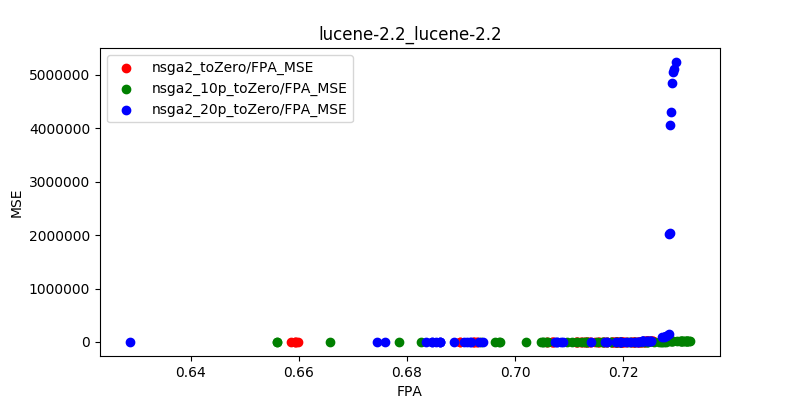 lucene-2.2_lucene-2.2
nsga2_toZero/FPA_MSE
nsga2_10p_toZero/FPA_MSE
nsga2_20p_toZero/FPA_MSE
MSE
5000000
4000000
3000000
2000000
1000000
0
0.64
0.66
0.68
0.70
0.72
FPA